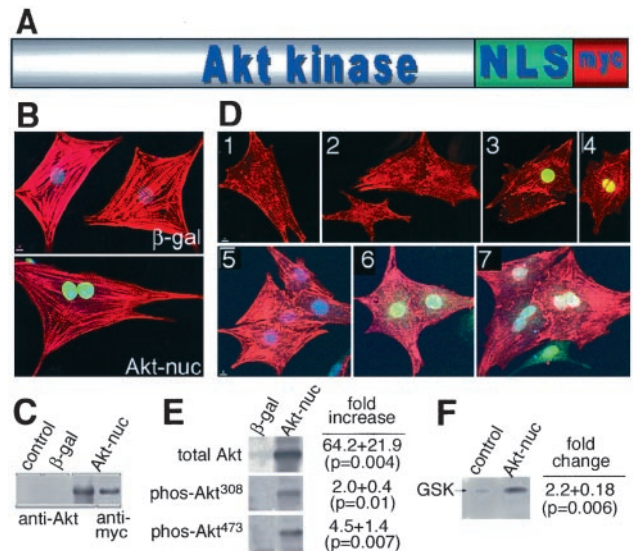 A
Akt kinase NLS myc
B
β-gal
Akt-nuc
D
1 2 3 4
5 6 7
C
control β-gal Akt-nuc
anti-Akt anti-
myc
E
β-gal Akt-nuc fold
increase
total Akt 64.2+21.9
(p=0.004)
phos-Akt308 2.0+0.4
(p=0.01)
phos-Akt473 4.5+1.4
(p=0.007)
F
control Akt-nuc fold
change
GSK 2.2+0.18
(p=0.006)